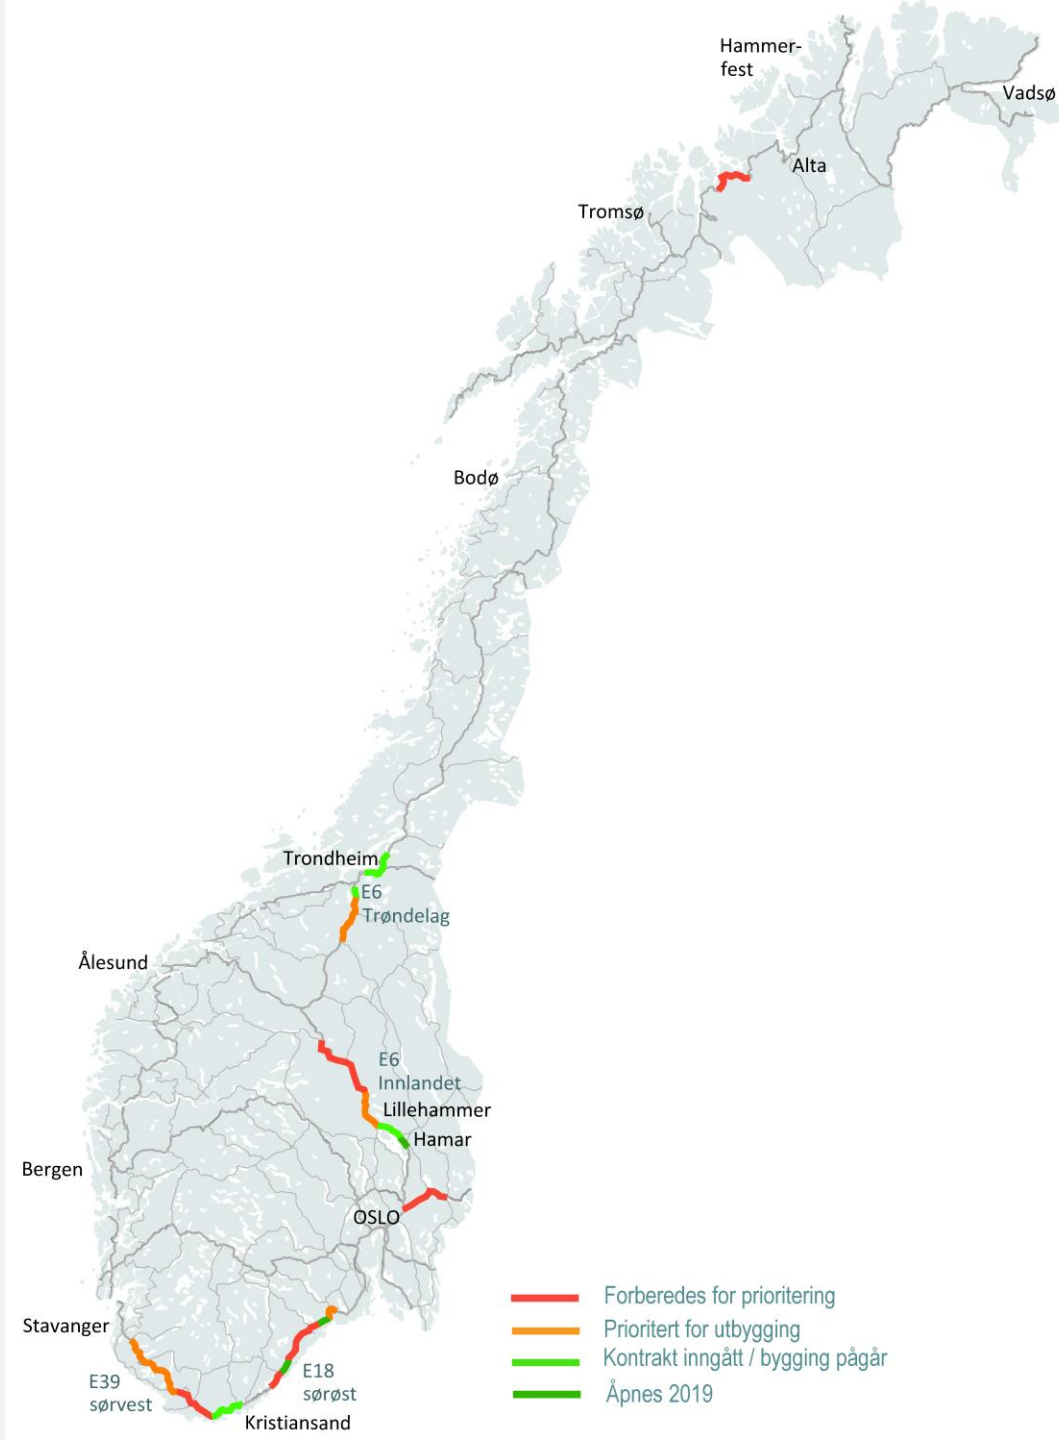 Hammer-
fest
Vadsø
Alta
Tromsø
Bodø
Trondheim
E6
Trøndelag
Ålesund
E6
Innlandet
Lillehammer
Hamar
Bergen
OSLO
Stavanger
E39
sørvest
E18
sørøst
Kristiansand
Forberedes for prioritering
Prioritert for utbygging
Kontrakt inngått / bygging pågår
Åpnes 2019